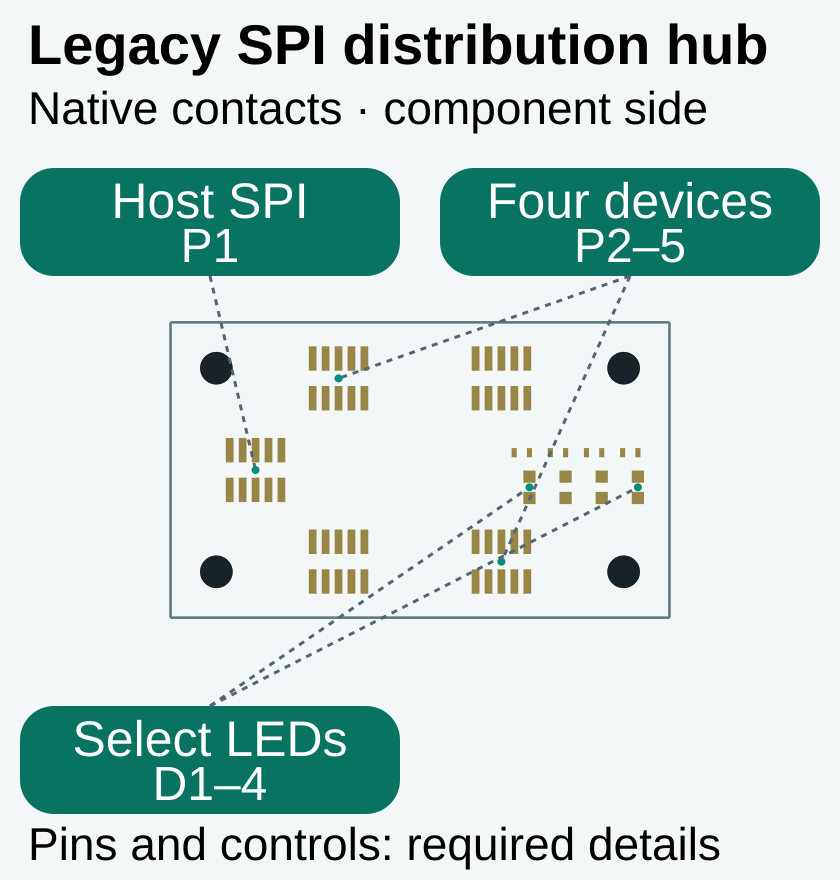 Legacy SPI distribution hub
Native contacts · component side
Host SPI
P1
Four devices
P2–5
Select LEDs
D1–4
Pins and controls: required details